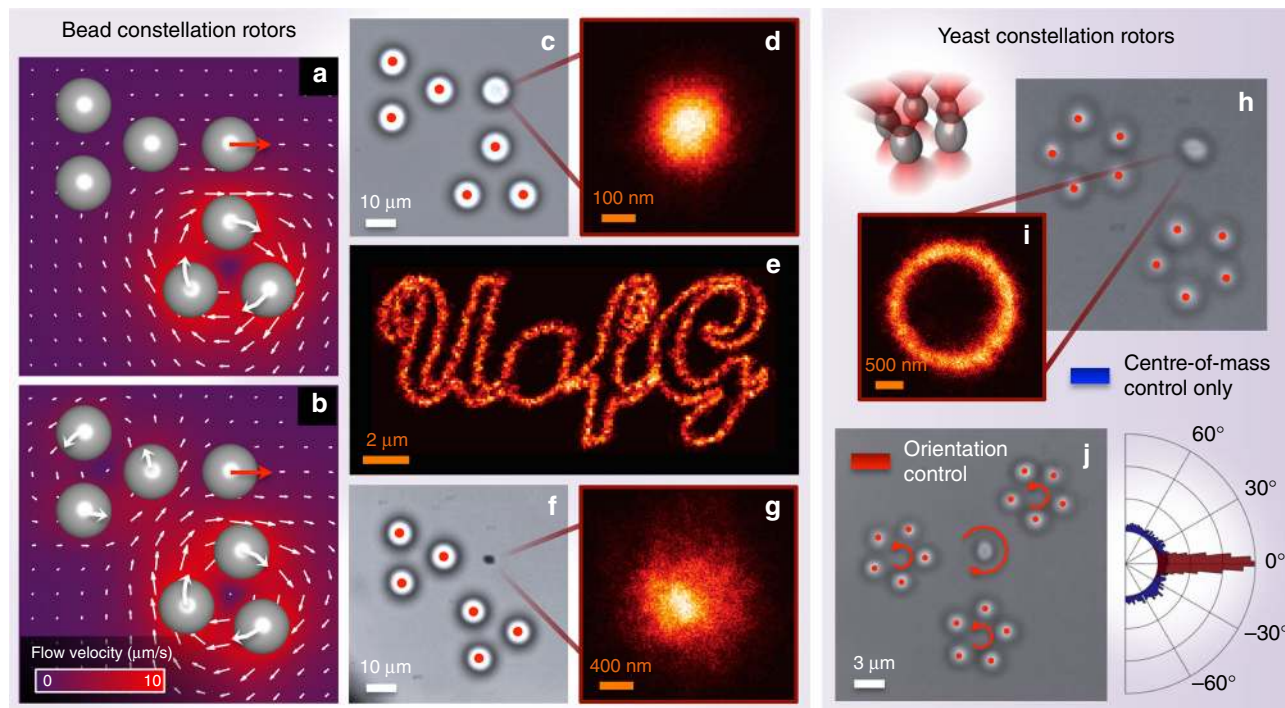 Bead constellation rotors
a
b
Flow velocity (μm/s)
0 10
c
10 μm
d
100 nm
e
UofG
2 μm
f
10 μm
g
400 nm
Yeast constellation rotors
h
i
500 nm
Centre-of-mass
control only
j
Orientation
control
3 μm
60°
30°
0°
–30°
–60°